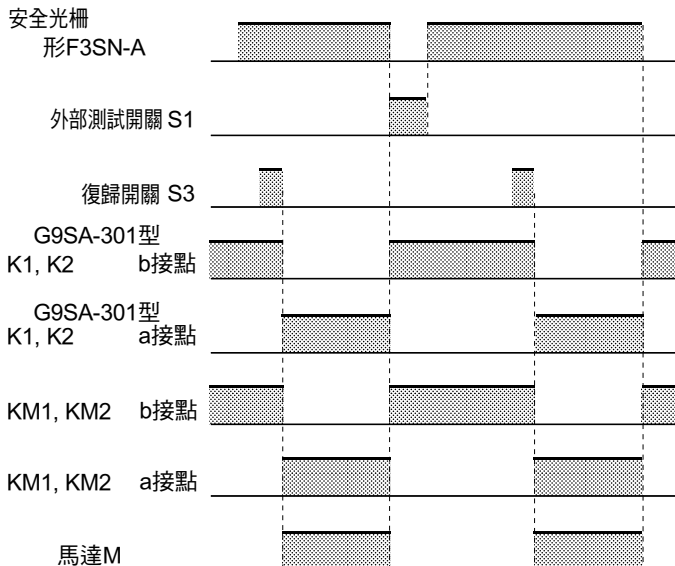 安全光柵
形F3SN-A
外部測試開關 S1
復歸開關 S3
G9SA-301型
K1, K2 b接點
G9SA-301型
K1, K2 a接點
KM1, KM2 b接點
KM1, KM2 a接點
馬達M